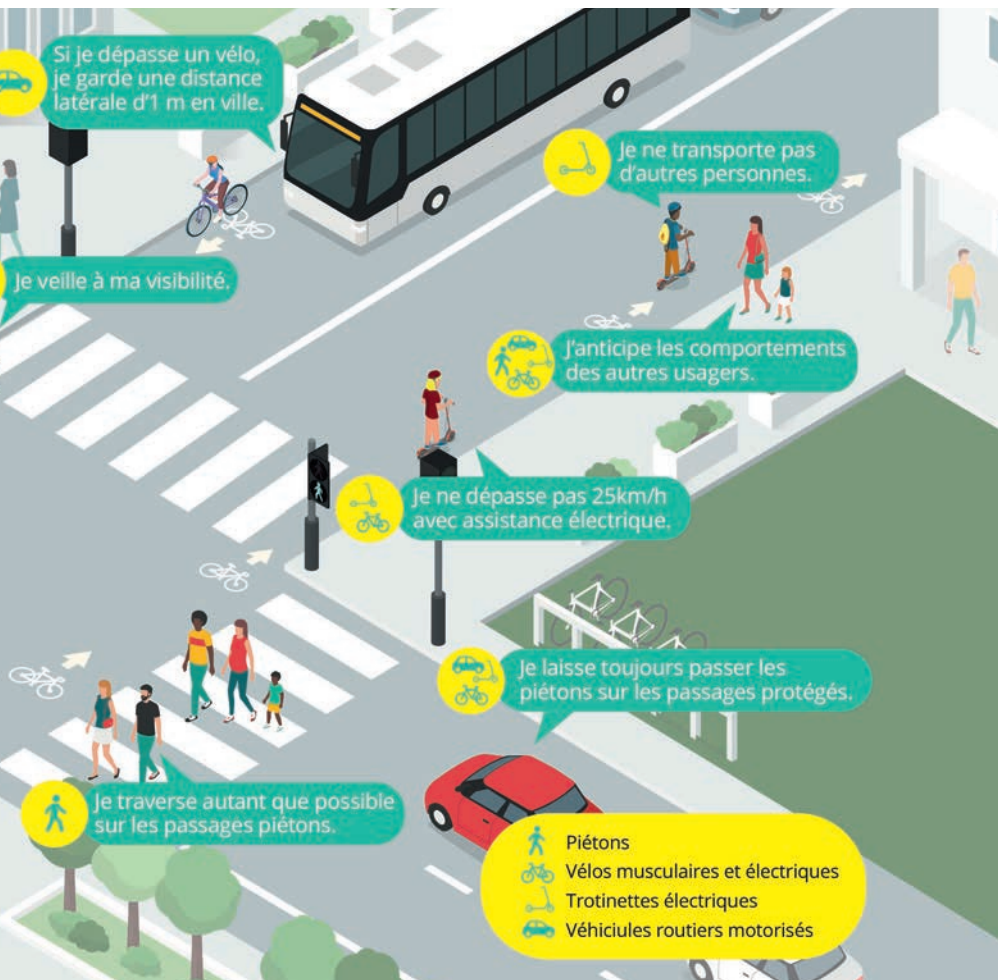 Si je dépasse un vélo,
je garde une distance
latérale d'1 m en ville.
Je ne transporte pas
d'autres personnes.
Je veille à ma visibilité.
J'anticipe les comportements
des autres usagers.
Je ne dépasse pas 25km/h
avec assistance électrique.
Je laisse toujours passer les
piétons sur les passages protégés.
Je traverse autant que possible
sur les passages piétons.
Piétons
Vélos musculaires et électriques
Trotinettes électriques
Véhiciules routiers motorisés